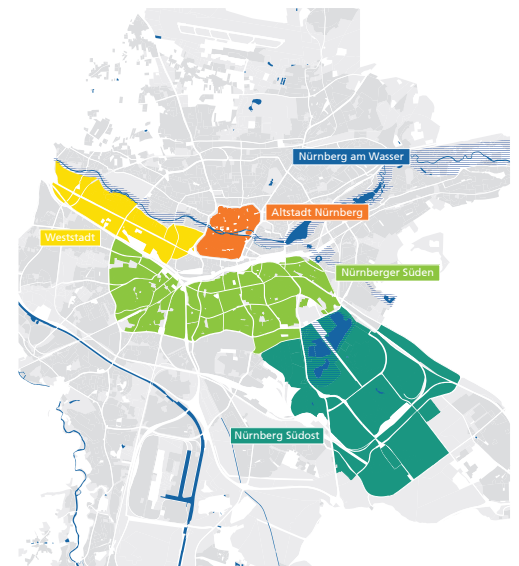 Nürnberg am Wasser
Altstadt Nürnberg
Weststadt
Nürnberger Süden
Nürnberg Südost